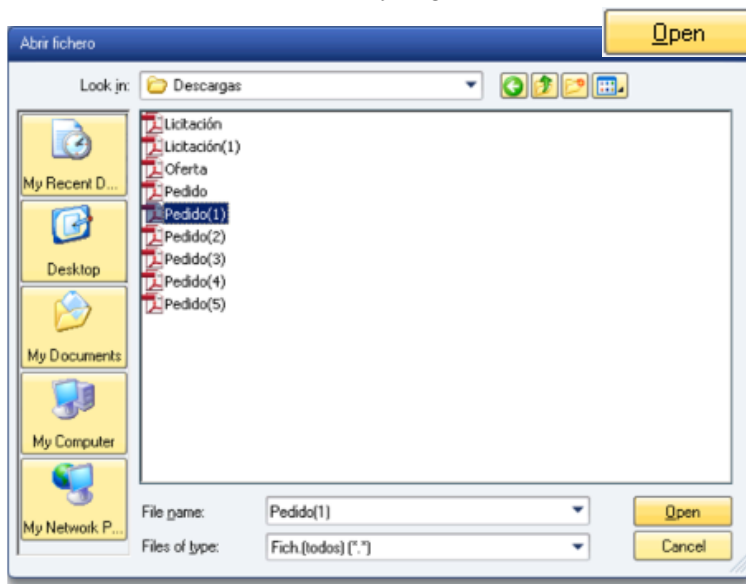 Open
Abrir fichero
Look in: Descargas
Licitación
Licitación(1)
Oferta
Pedido
Pedido(1)
Pedido(2)
Pedido(3)
Pedido(4)
Pedido(5)
My Recent D...
Desktop
My Documents
My Computer
My Network P...
File name: Pedido(1) Open
Files of type: Fich.(todos) (*.*) Cancel